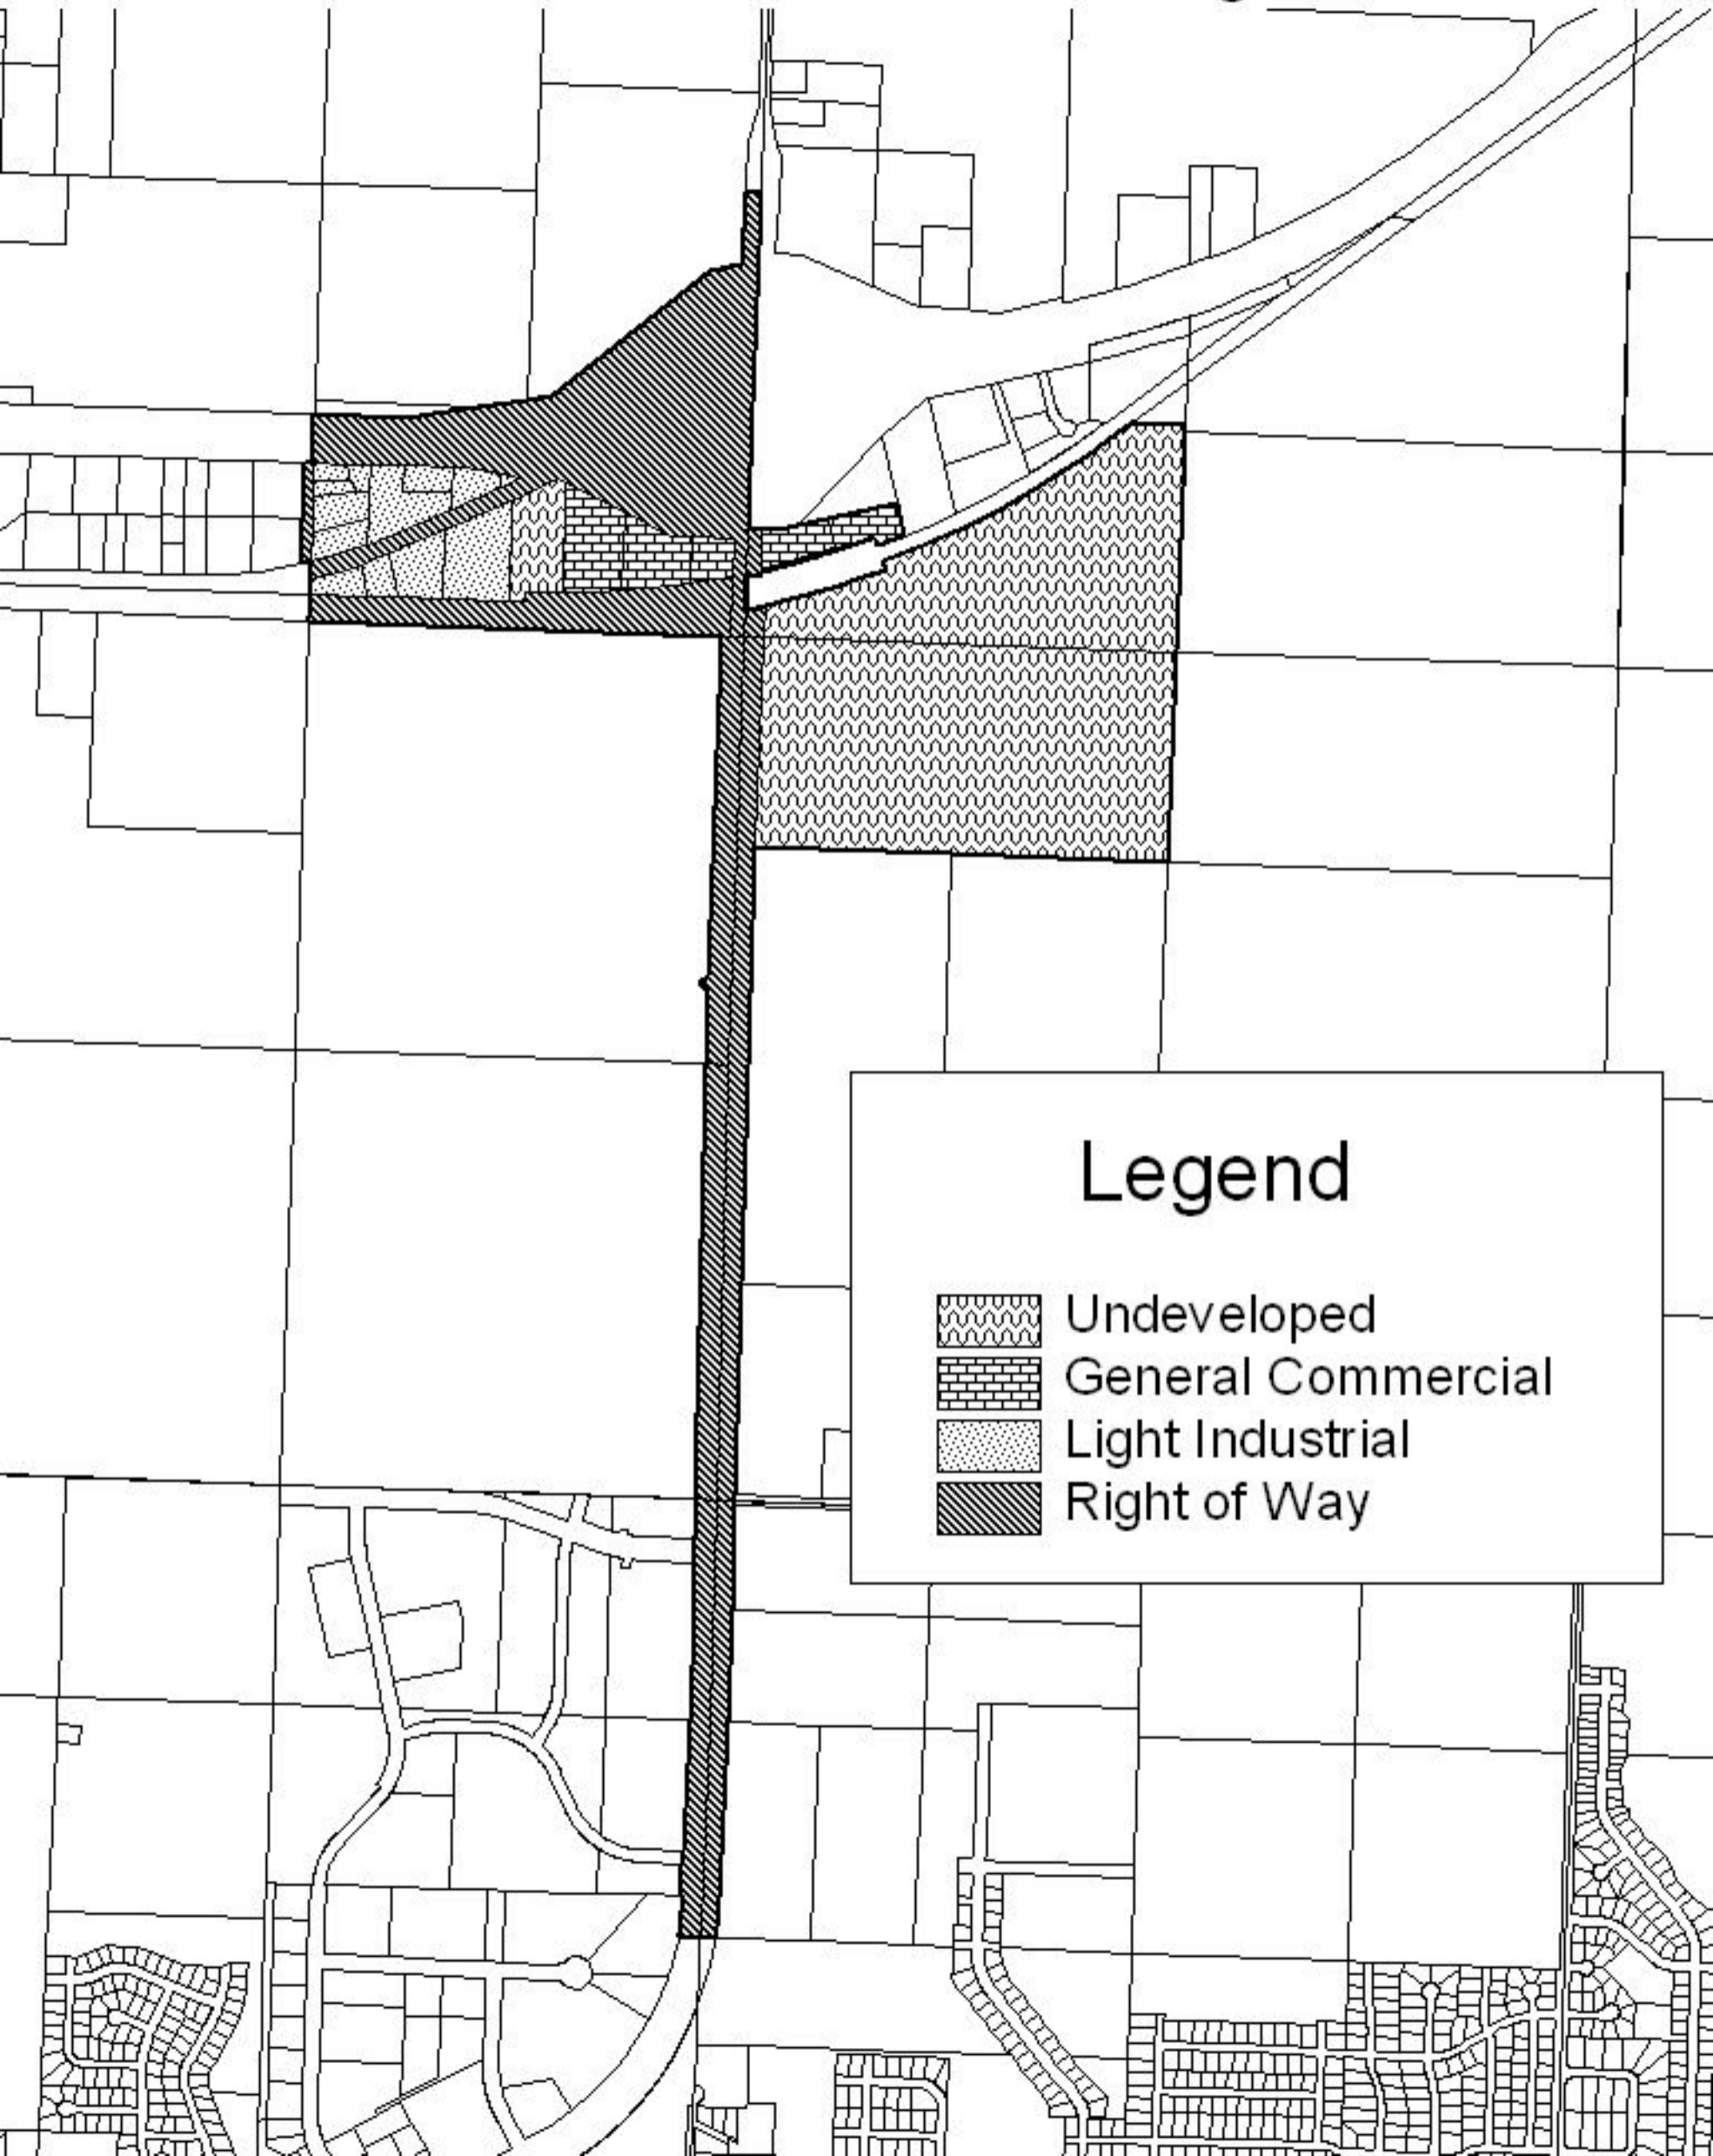 Legend
Undeveloped
General Commercial
Light Industrial
Right of Way